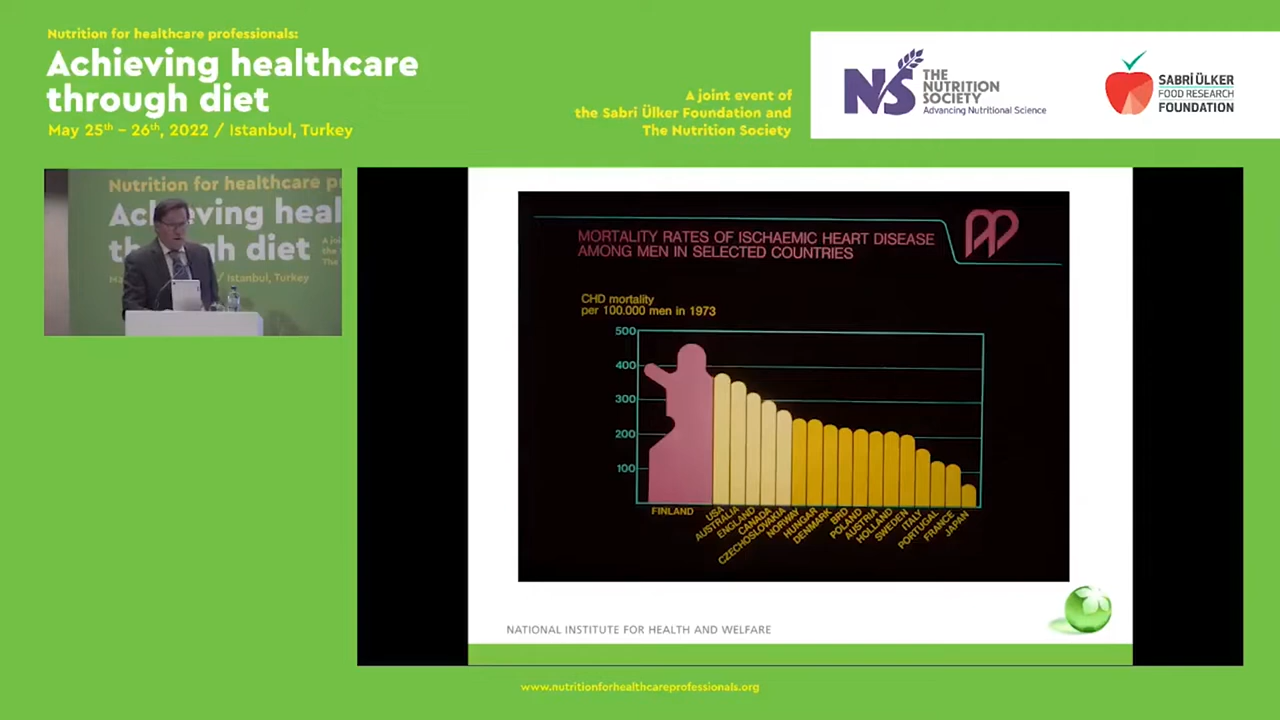 Nutrition for healthcare professionals:
Achieving healthcare
through diet
May 25th – 26th, 2022 / Istanbul, Turkey
A joint event of
the Sabri Ülker Foundation and
The Nutrition Society
NS
THE
NUTRITION
SOCIETY
Advancing Nutritional Science
SABRİ ÜLKER
FOOD RESEARCH
FOUNDATION
Nutrition for healthcare p
Achieving heal
th diet
/ Istanbul, Turkey
MORTALITY RATES OF ISCHAEMIC HEART DISEASE
AMONG MEN IN SELECTED COUNTRIES
CHD mortality
per 100.000 men in 1973
500
400
300
200
100
FINLAND
USA
AUSTRALIA
ENGLAND
CANADA
CZECHOSLOVAKIA
NORWAY
HUNGAR
DENMARK
BRD
POLAND
AUSTRIA
HOLLAND
SWEDEN
ITALY
PORTUGAL
FRANCE
JAPAN
NATIONAL INSTITUTE FOR HEALTH AND WELFARE
www.nutritionforhealthcareprofessionals.org